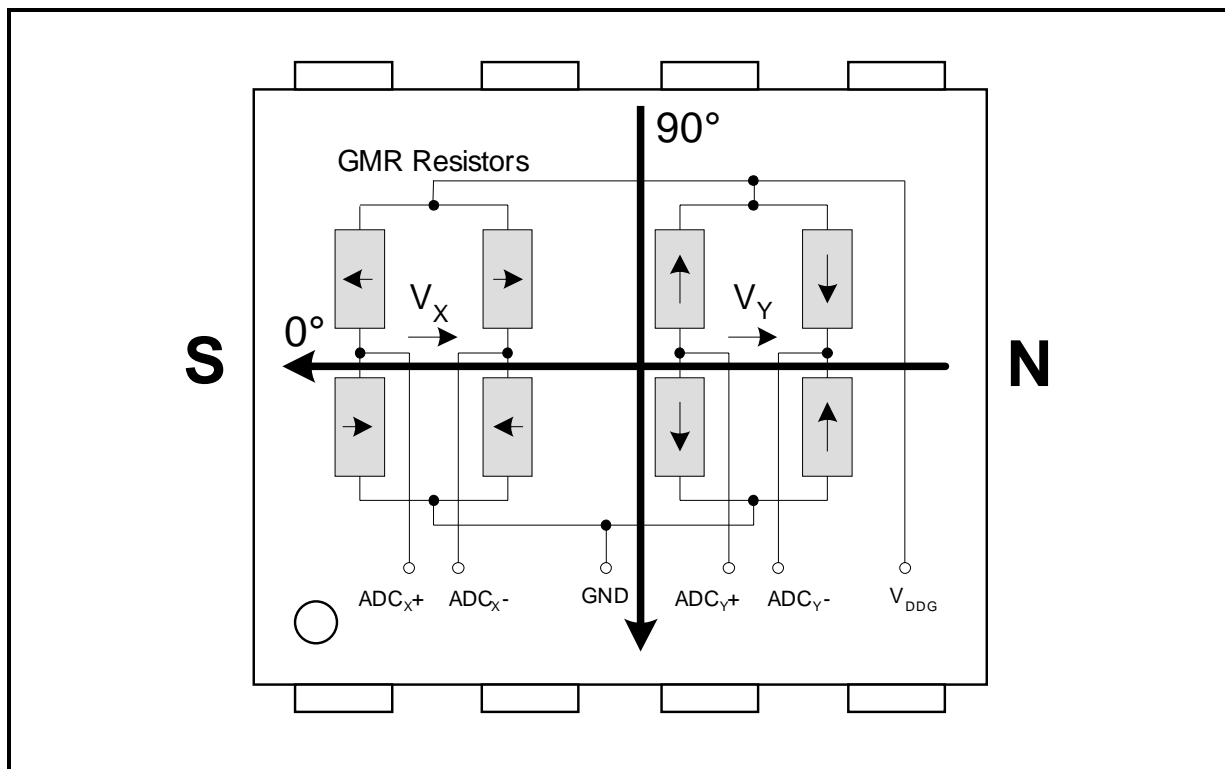 90°
GMR Resistors
V_X
V_Y
0°
S
N
ADC_X+
ADC_X-
GND
ADC_Y+
ADC_Y-
V_DDG